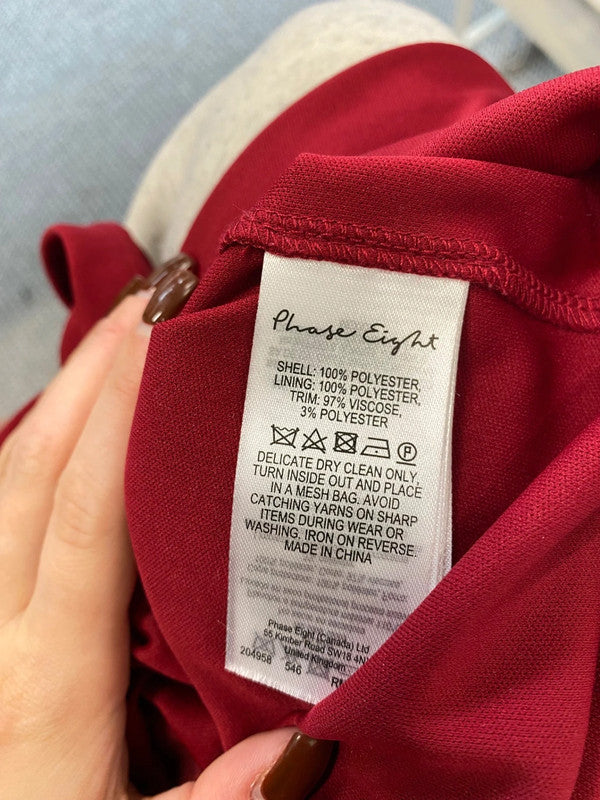 Phase Eight
SHELL: 100% POLYESTER,
LINING: 100% POLYESTER,
TRIM: 97% VISCOSE,
3% POLYESTER
P
DELICATE DRY CLEAN ONLY,
TURN INSIDE OUT AND PLACE
IN A MESH BAG. AVOID
CATCHING YARNS ON SHARP
ITEMS DURING WEAR OR
WASHING. IRON ON REVERSE.
MADE IN CHINA
Phase Eight (Canada) Ltd
55 Kimber Road SW18 4N
United Kingdom
204958 546